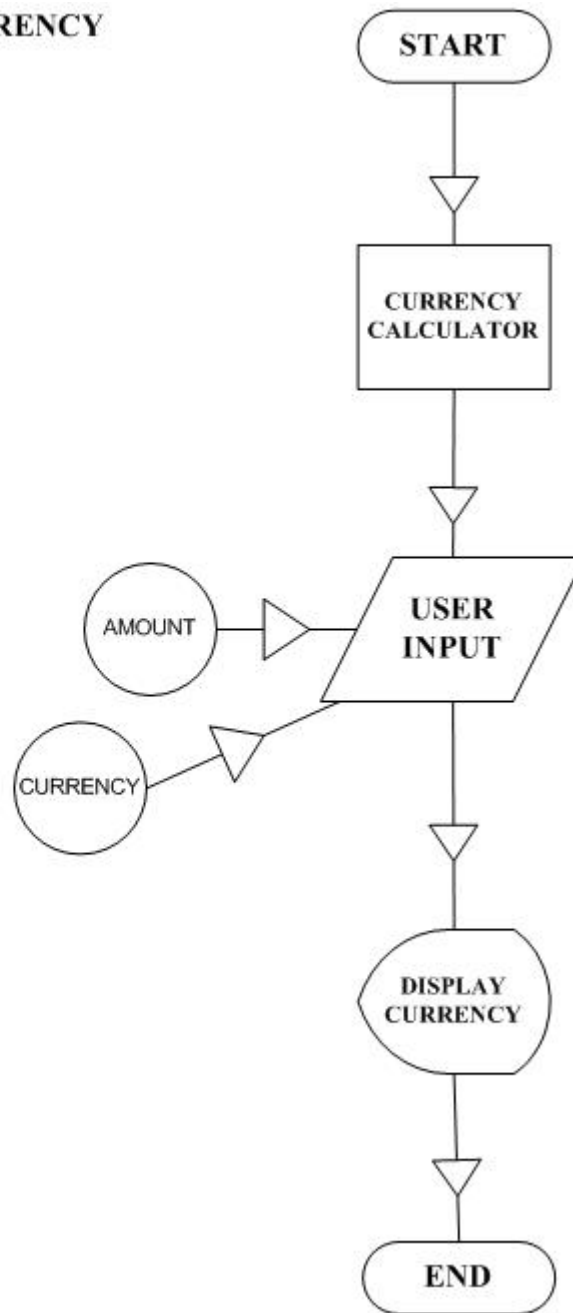 RENCY
START
CURRENCY
CALCULATOR
USER
INPUT
AMOUNT
CURRENCY
DISPLAY
CURRENCY
END